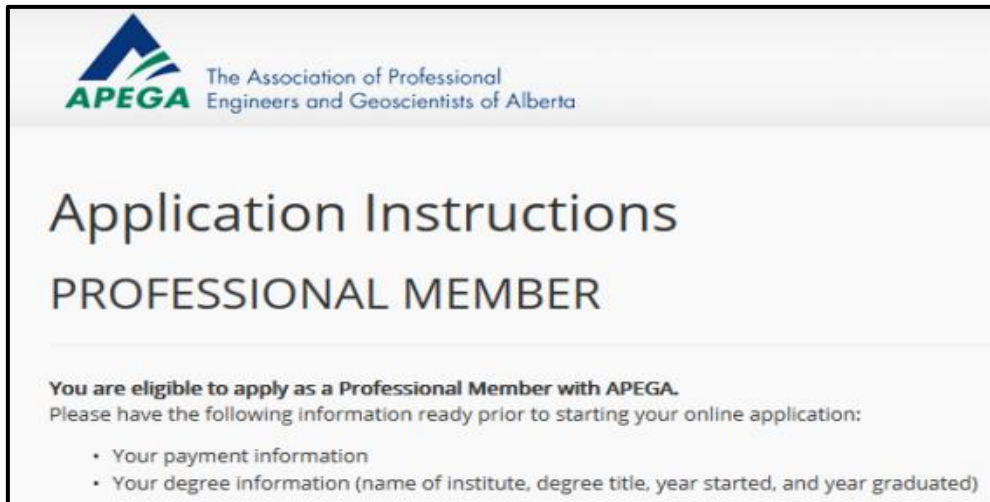 APEGA
The Association of Professional
Engineers and Geoscientists of Alberta
Application Instructions
PROFESSIONAL MEMBER
You are eligible to apply as a Professional Member with APEGA.
Please have the following information ready prior to starting your online application:
• Your payment information
• Your degree information (name of institute, degree title, year started, and year graduated)